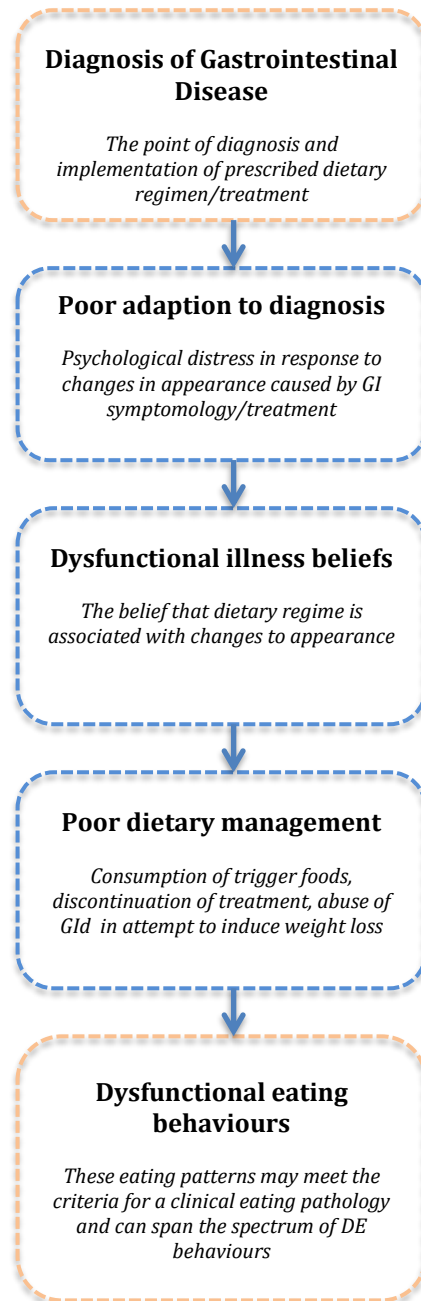 Diagnosis of Gastrointestinal
Disease
The point of diagnosis and
implementation of prescribed dietary
regimen/treatment
Poor adaption to diagnosis
Psychological distress in response to
changes in appearance caused by GI
symptomology/treatment
Dysfunctional illness beliefs
The belief that dietary regime is
associated with changes to appearance
Poor dietary management
Consumption of trigger foods,
discontinuation of treatment, abuse of
GId in attempt to induce weight loss
Dysfunctional eating
behaviours
These eating patterns may meet the
criteria for a clinical eating pathology
and can span the spectrum of DE
behaviours